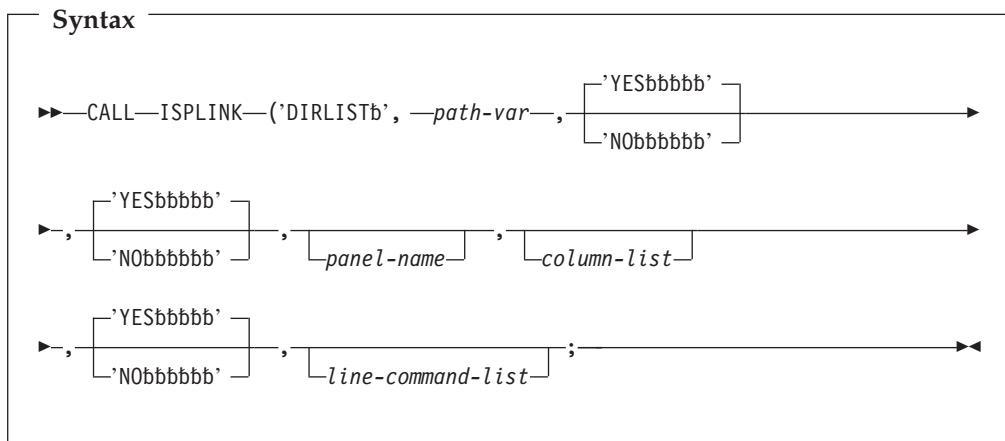 Syntax
►►—CALL—ISPLINK—(’DIRLISTƀ’, —path-var—,
’YESƀƀƀƀƀ’
’NOƀƀƀƀƀƀ’
►
►—,
’YESƀƀƀƀƀ’
’NOƀƀƀƀƀƀ’
,
panel-name
,
column-list
►
►—,
’YESƀƀƀƀƀ’
’NOƀƀƀƀƀƀ’
,
line-command-list
;
►◄